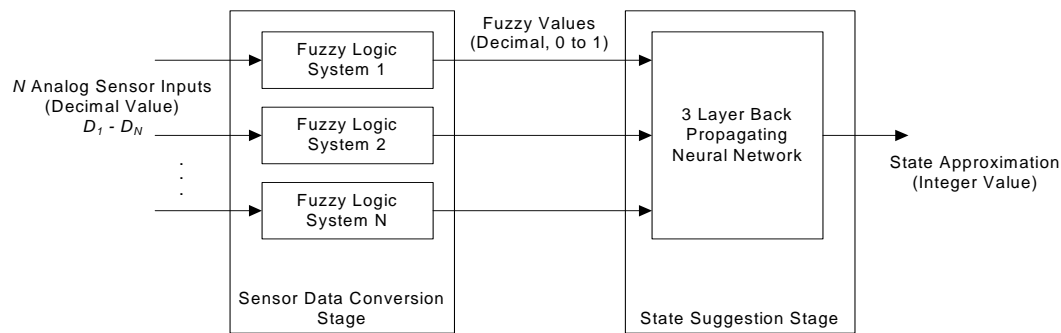 N Analog Sensor Inputs
(Decimal Value)
D1 - DN
.
.
.
Fuzzy Logic
System 1
Fuzzy Logic
System 2
Fuzzy Logic
System N
Sensor Data Conversion
Stage
Fuzzy Values
(Decimal, 0 to 1)
3 Layer Back
Propagating
Neural Network
State Suggestion Stage
State Approximation
(Integer Value)